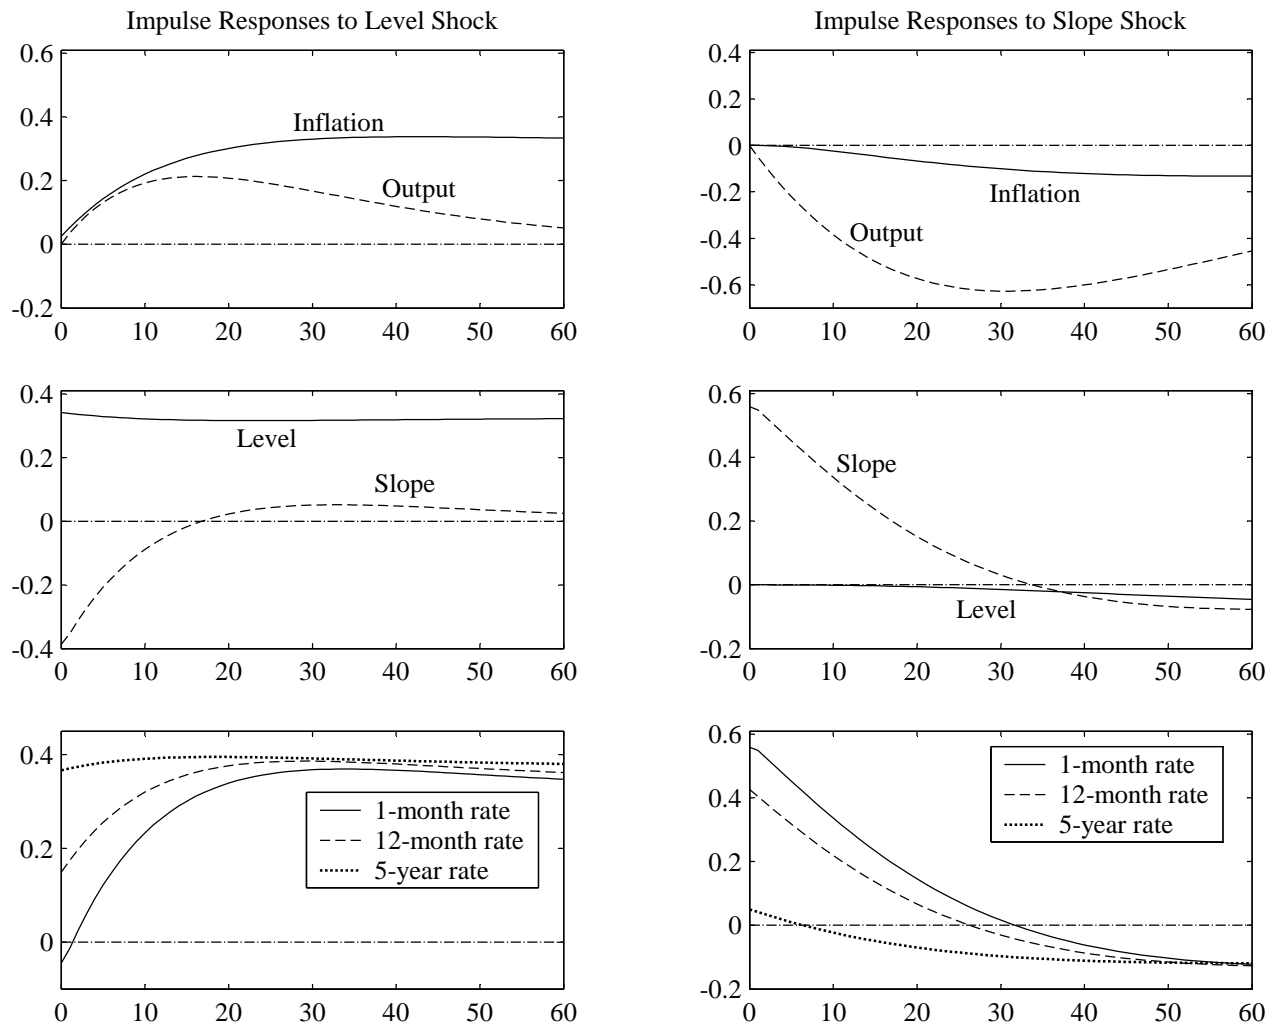 Impulse Responses to Level Shock
0.6
0.4
0.2
0
-0.2
Inflation
Output
0 10 20 30 40 50 60
Impulse Responses to Slope Shock
0.4
0.2
0
-0.2
-0.4
-0.6
Inflation
Output
0 10 20 30 40 50 60
0.4
0.2
0
-0.2
-0.4
Level
Slope
0 10 20 30 40 50 60
0.6
0.4
0.2
0
-0.2
Slope
Level
0 10 20 30 40 50 60
0.4
0.2
0
1-month rate
12-month rate
5-year rate
0 10 20 30 40 50 60
0.6
0.4
0.2
0
-0.2
1-month rate
12-month rate
5-year rate
0 10 20 30 40 50 60